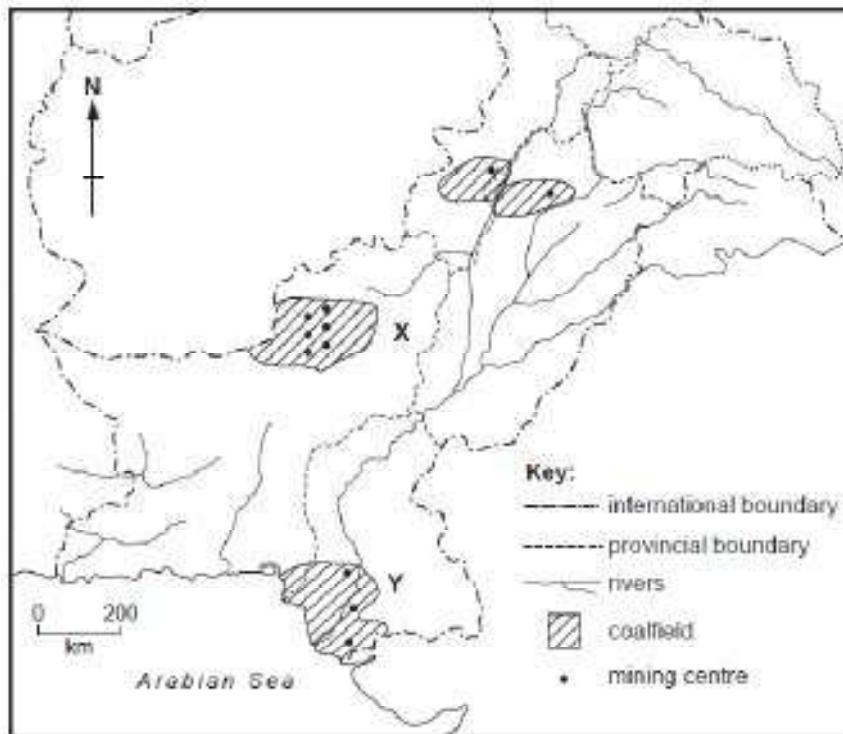 N
X
Key:
international boundary
provincial boundary
Y
rivers
0 200
km
coalfield
Arabian Sea
mining centre